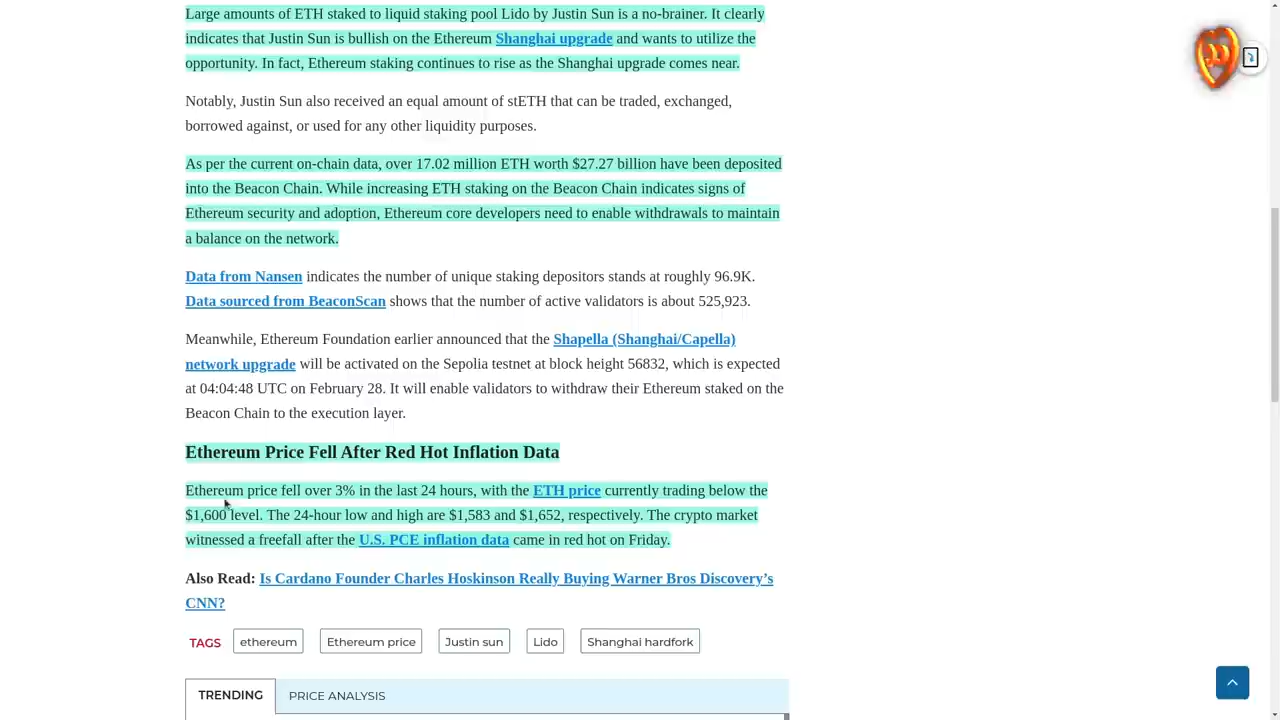 Large amounts of ETH staked to liquid staking pool Lido by Justin Sun is a no-brainer. It clearly
indicates that Justin Sun is bullish on the Ethereum Shanghai upgrade and wants to utilize the
opportunity. In fact, Ethereum staking continues to rise as the Shanghai upgrade comes near.
Notably, Justin Sun also received an equal amount of stETH that can be traded, exchanged,
borrowed against, or used for any other liquidity purposes.
As per the current on-chain data, over 17.02 million ETH worth $27.27 billion have been deposited
into the Beacon Chain. While increasing ETH staking on the Beacon Chain indicates signs of
Ethereum security and adoption, Ethereum core developers need to enable withdrawals to maintain
a balance on the network.
Data from Nansen indicates the number of unique staking depositors stands at roughly 96.9K.
Data sourced from BeaconScan shows that the number of active validators is about 525,923.
Meanwhile, Ethereum Foundation earlier announced that the Shapella (Shanghai/Capella)
network upgrade will be activated on the Sepolia testnet at block height 56832, which is expected
at 04:04:48 UTC on February 28. It will enable validators to withdraw their Ethereum staked on the
Beacon Chain to the execution layer.
Ethereum Price Fell After Red Hot Inflation Data
Ethereum price fell over 3% in the last 24 hours, with the ETH price currently trading below the
$1,600 level. The 24-hour low and high are $1,583 and $1,652, respectively. The crypto market
witnessed a freefall after the U.S. PCE inflation data came in red hot on Friday.
Also Read: Is Cardano Founder Charles Hoskinson Really Buying Warner Bros Discovery’s
CNN?
TAGS ethereum Ethereum price Justin sun Lido Shanghai hardfork
TRENDING PRICE ANALYSIS